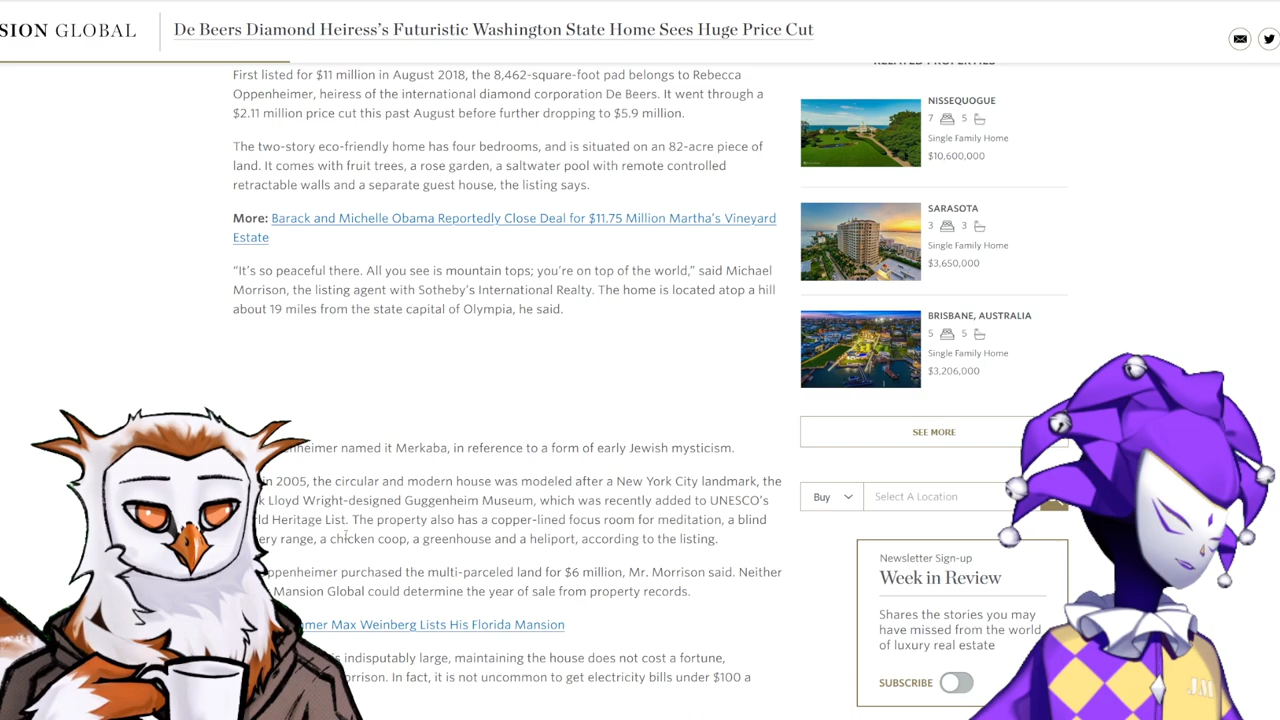 SION GLOBAL
De Beers Diamond Heiress's Futuristic Washington State Home Sees Huge Price Cut
First listed for $11 million in August 2018, the 8,462-square-foot pad belongs to Rebecca
Oppenheimer, heiress of the international diamond corporation De Beers. It went through a
$2.11 million price cut this past August before further dropping to $5.9 million.
The two-story eco-friendly home has four bedrooms, and is situated on an 82-acre piece of
land. It comes with fruit trees, a rose garden, a saltwater pool with remote controlled
retractable walls and a separate guest house, the listing says.
More: Barack and Michelle Obama Reportedly Close Deal for $11.75 Million Martha's Vineyard
Estate
“It's so peaceful there. All you see is mountain tops; you're on top of the world,” said Michael
Morrison, the listing agent with Sotheby's International Realty. The home is located atop a hill
about 19 miles from the state capital of Olympia, he said.
nheimer named it Merkaba, in reference to a form of early Jewish mysticism.
in 2005, the circular and modern house was modeled after a New York City landmark, the
k Lloyd Wright-designed Guggenheim Museum, which was recently added to UNESCO's
ld Heritage List. The property also has a copper-lined focus room for meditation, a blind
ery range, a chicken coop, a greenhouse and a heliport, according to the listing.
ppenheimer purchased the multi-parceled land for $6 million, Mr. Morrison said. Neither
Mansion Global could determine the year of sale from property records.
mer Max Weinberg Lists His Florida Mansion
is indisputably large, maintaining the house does not cost a fortune,
rrison. In fact, it is not uncommon to get electricity bills under $100 a
RELATED PROPERTIES
NISSEQUOGUE
7 5
Single Family Home
$10,600,000
SARASOTA
3 3
Single Family Home
$3,650,000
BRISBANE, AUSTRALIA
5 5
Single Family Home
$3,206,000
SEE MORE
Buy Select A Location
Newsletter Sign-up
Week in Review
Shares the stories you may
have missed from the world
of luxury real estate
SUBSCRIBE
JM